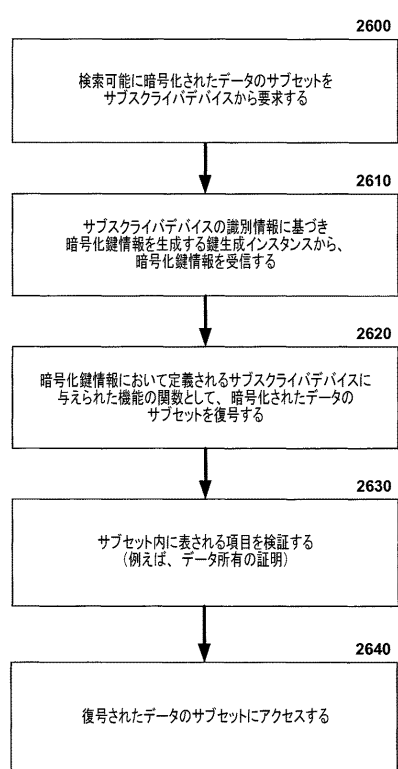 2600
検索可能に暗号化されたデータのサブセットを
サブスクライバデバイスから要求する
2610
サブスクライバデバイスの識別情報に基づき
暗号化鍵情報を生成する鍵生成インスタンスから、
暗号化鍵情報を受信する
2620
暗号化鍵情報において定義されるサブスクライバデバイスに
与えられた機能の関数として、暗号化されたデータの
サブセットを復号する
2630
サブセット内に表される項目を検証する
(例えば、データ所有の証明)
2640
復号されたデータのサブセットにアクセスする